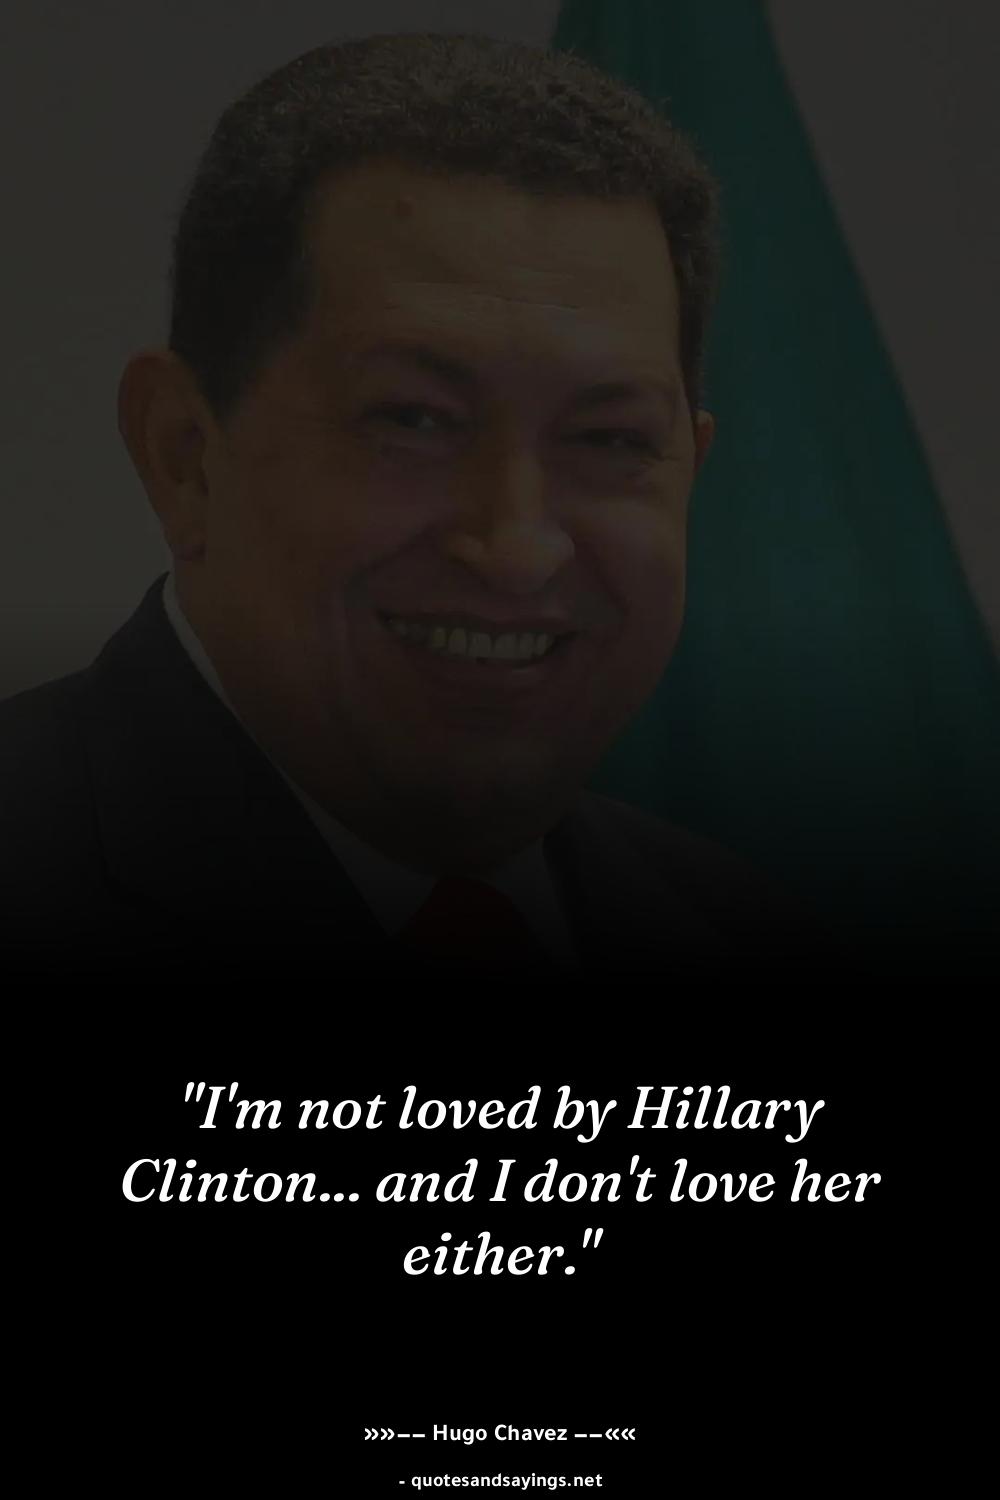 "I'm not loved by Hillary
Clinton... and I don't love her
either."
»»−− Hugo Chavez −−««
- quotesandsayings.net